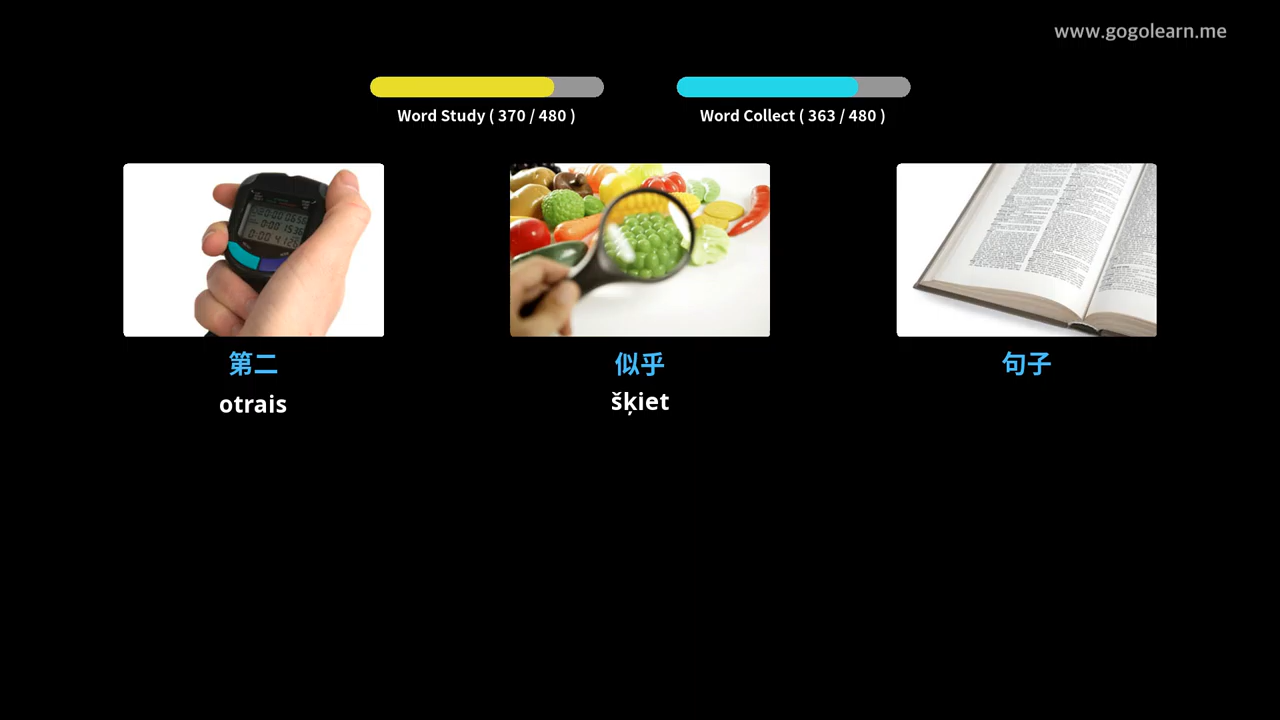 www.gogolearn.me
Word Study ( 370 / 480 )
Word Collect ( 363 / 480 )
第二
似乎
句子
otrais
šķiet